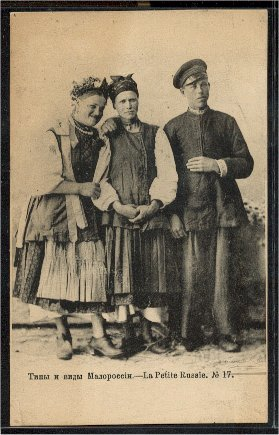 Типы и виды Малороссіи.—La Petite Russie. № 17.